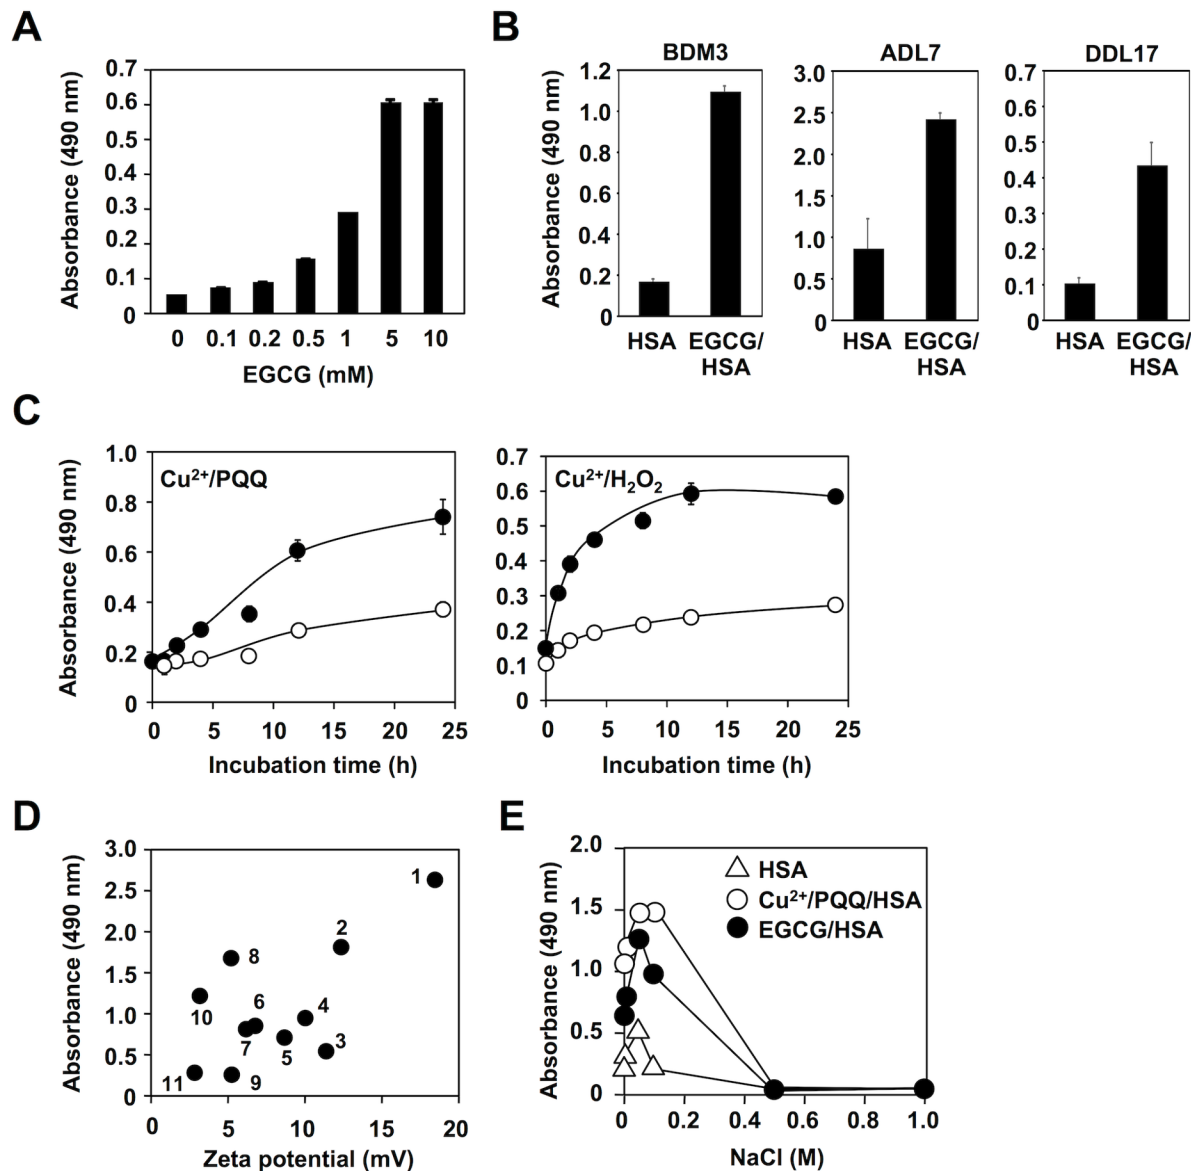 A
Absorbance (490 nm)
0.7
0.6
0.5
0.4
0.3
0.2
0.1
0
0 0.1 0.2 0.5 1 5 10
EGCG (mM)
B
Absorbance (490 nm)
BDM3
1.2
1.0
0.8
0.6
0.4
0.2
0
HSA EGCG/
HSA
ADL7
3.0
2.5
2.0
1.5
1.0
0.5
0
HSA EGCG/
HSA
DDL17
0.7
0.6
0.5
0.4
0.3
0.2
0.1
0
HSA EGCG/
HSA
C
Absorbance (490 nm)
1.0
0.8
0.6
0.4
0.2
0
Cu²⁺/PQQ
0 5 10 15 20 25
Incubation time (h)
0.7
0.6
0.5
0.4
0.3
0.2
0.1
0
Cu²⁺/H₂O₂
0 5 10 15 20 25
Incubation time (h)
D
Absorbance (490 nm)
3.0
2.5
2.0
1.5
1.0
0.5
0
1
2
8
6
4
10
7
5
3
11
9
0 5 10 15 20
Zeta potential (mV)
E
Absorbance (490 nm)
2.0
1.5
1.0
0.5
0
HSA
Cu²⁺/PQQ/HSA
EGCG/HSA
0 0.2 0.4 0.6 0.8 1.0
NaCl (M)